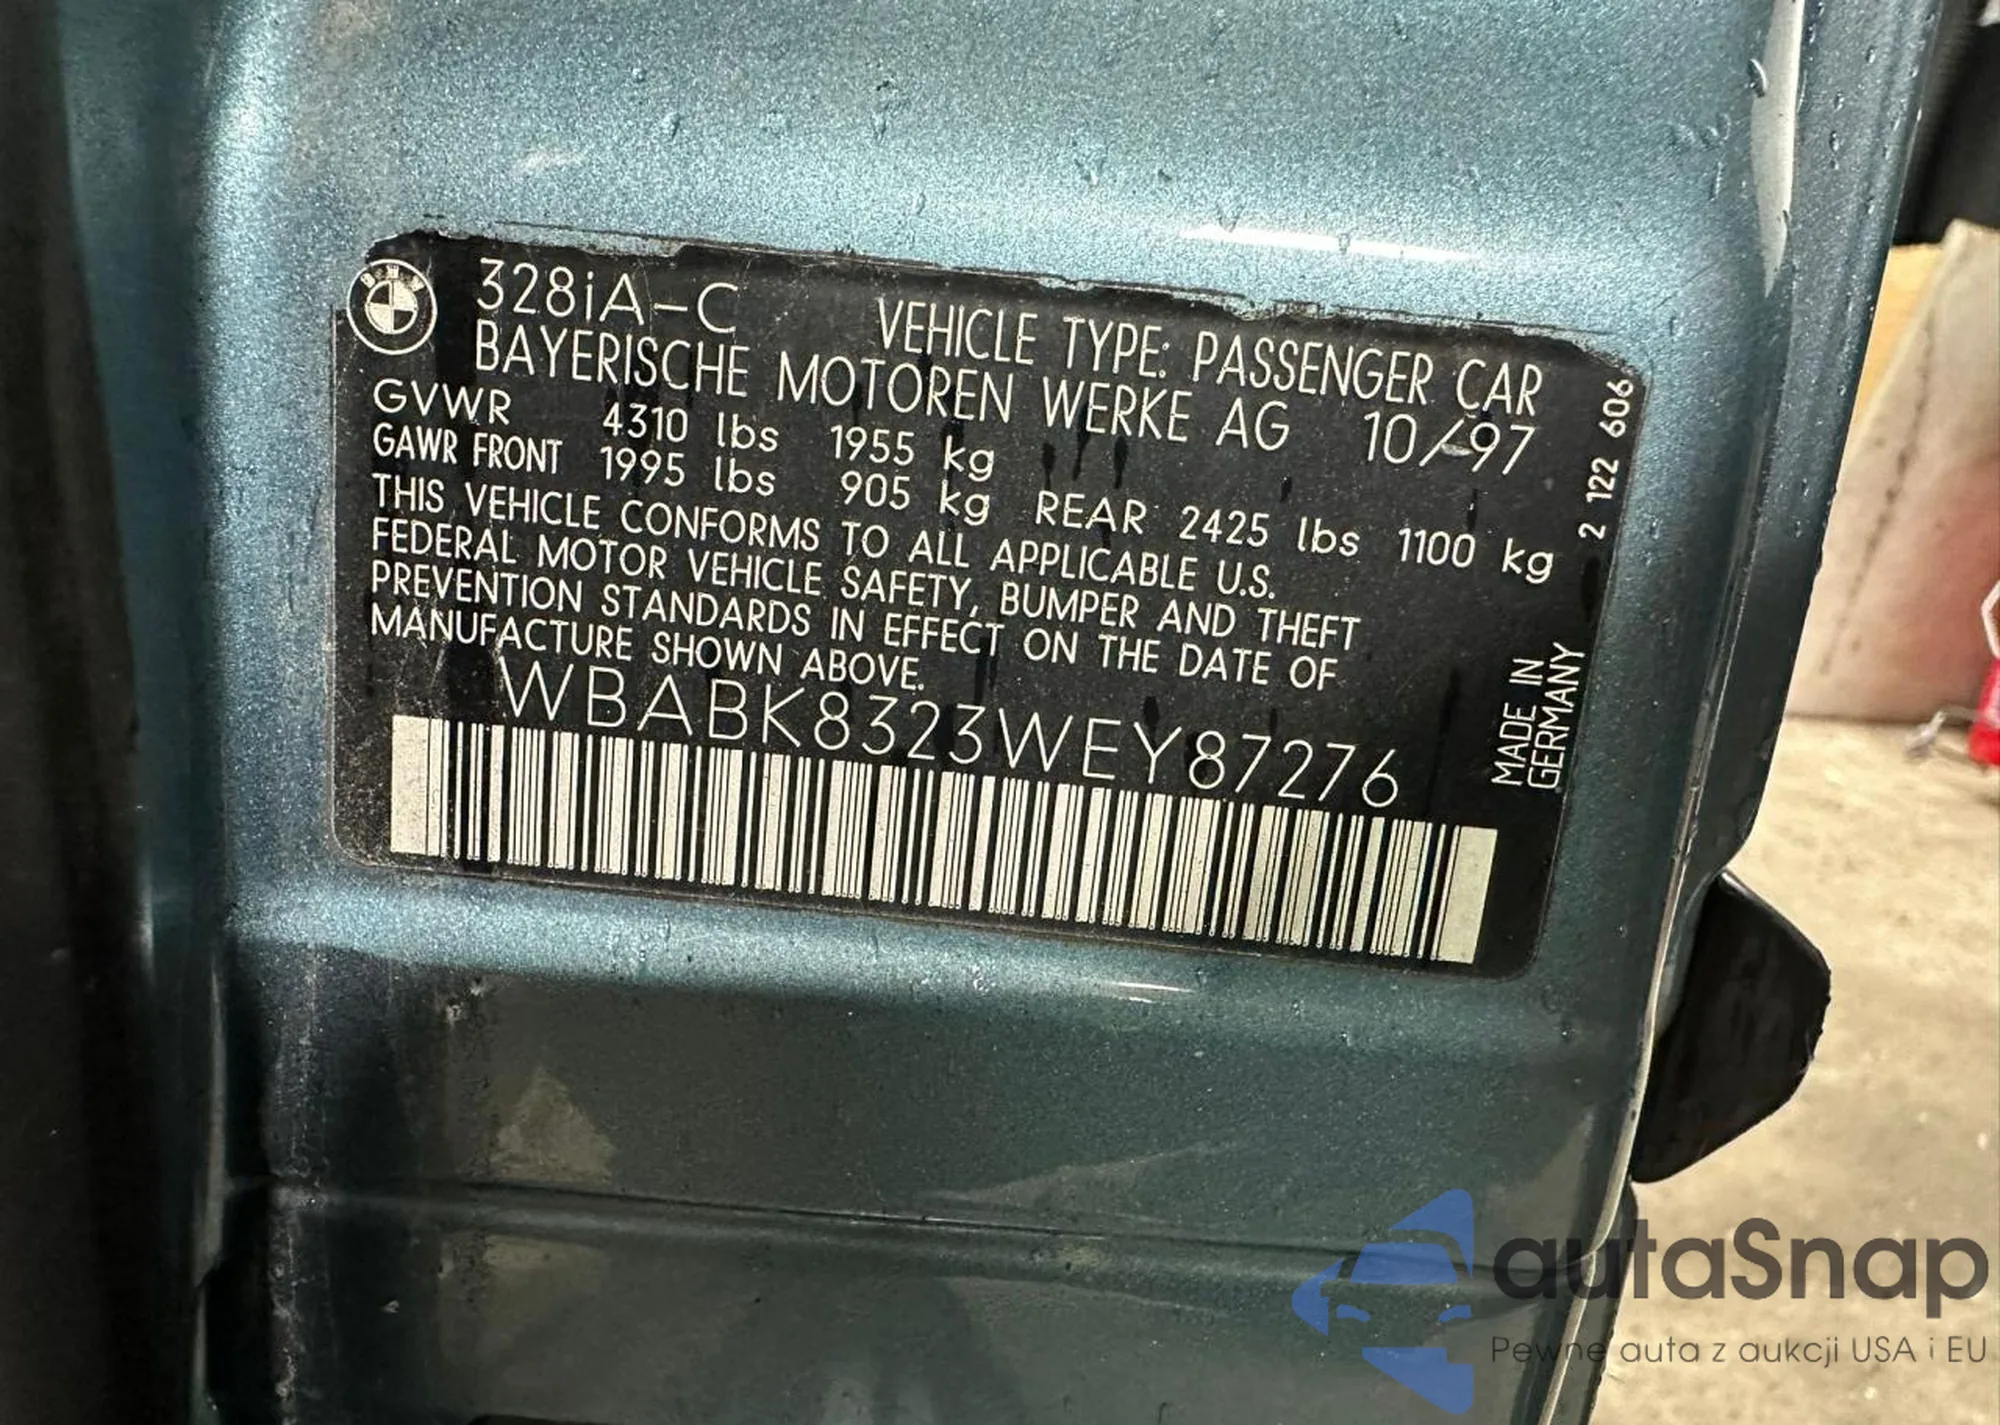 328iA-C
VEHICLE TYPE: PASSENGER CAR
BAYERISCHE MOTOREN WERKE AG 10/-97
GVWR 4310 lbs 1955 kg
GAWR FRONT 1995 lbs 905 kg REAR 2425 lbs 1100 kg
THIS VEHICLE CONFORMS TO ALL APPLICABLE U.S.
FEDERAL MOTOR VEHICLE SAFETY, BUMPER AND THEFT
PREVENTION STANDARDS IN EFFECT ON THE DATE OF
MANUFACTURE SHOWN ABOVE.
WBABK8323WEY87276
2 122 606
MADE IN
GERMANY
autaSnap
Pewne auta z aukcji USA i EU